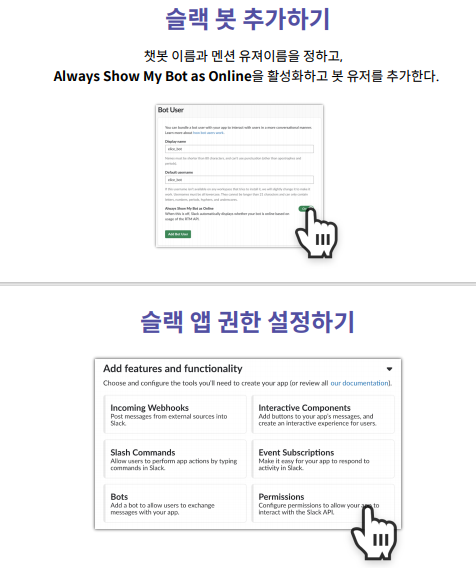 슬랙 봇 추가하기
챗봇 이름과 멘션 유져이름을 정하고,
Always Show My Bot as Online을 활성화하고 봇 유저를 추가한다.
Bot User
You can bundle a bot user with your app to interact with users in a more conversational manner.
Learn more about how bot users work.
Display name
elice_bot
Default username
elice_bot
Always Show My Bot as Online
When this is off, Slack automatically displays whether your bot is online based on
usage of the RTM API.
Add Bot User
슬랙 앱 권한 설정하기
Add features and functionality
Choose and configure the tools you'll need to create your app (or review all our documentation).
Incoming Webhooks
Post messages from external sources into
Slack.
Interactive Components
Add buttons to your app's messages, and
create an interactive experience for users.
Slash Commands
Allow users to perform app actions by typing
commands in Slack.
Event Subscriptions
Make it easy for your app to respond to
activity in Slack.
Bots
Add a bot to allow users to exchange
messages with your app.
Permissions
Configure permissions to allow your app to
interact with the Slack API.